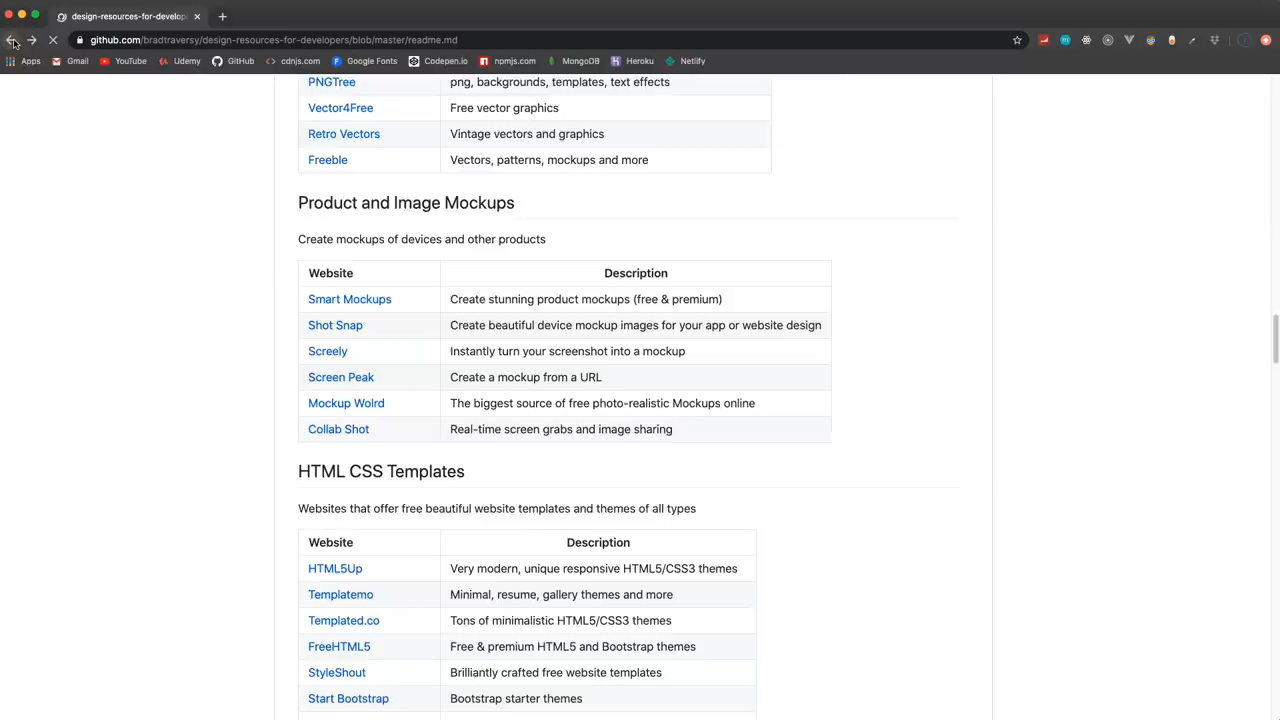 design-resources-for-develop
github.com/bradtraversy/design-resources-for-developers/blob/master/readme.md
Apps Gmail YouTube Udemy GitHub cdnjs.com Google Fonts Codepen.io npmjs.com MongoDB Heroku Netlify
PNGTree png, backgrounds, templates, text effects
Vector4Free Free vector graphics
Retro Vectors Vintage vectors and graphics
Freeble Vectors, patterns, mockups and more
Product and Image Mockups
Create mockups of devices and other products
Website Description
Smart Mockups Create stunning product mockups (free & premium)
Shot Snap Create beautiful device mockup images for your app or website design
Screely Instantly turn your screenshot into a mockup
Screen Peak Create a mockup from a URL
Mockup Wolrd The biggest source of free photo-realistic Mockups online
Collab Shot Real-time screen grabs and image sharing
HTML CSS Templates
Websites that offer free beautiful website templates and themes of all types
Website Description
HTML5Up Very modern, unique responsive HTML5/CSS3 themes
Templatemo Minimal, resume, gallery themes and more
Templated.co Tons of minimalistic HTML5/CSS3 themes
FreeHTML5 Free & premium HTML5 and Bootstrap themes
StyleShout Brilliantly crafted free website templates
Start Bootstrap Bootstrap starter themes